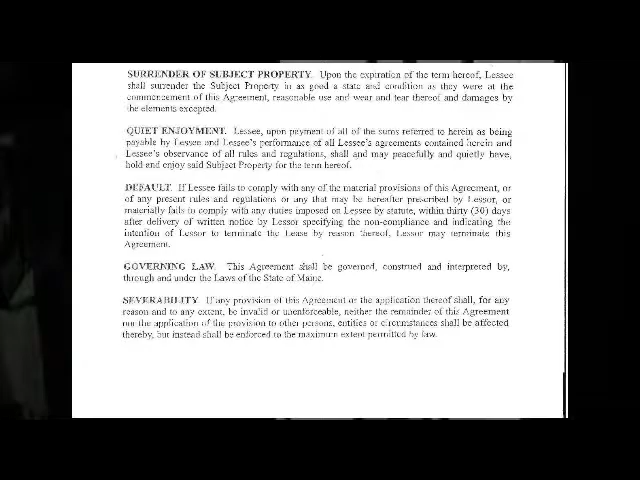 SURRENDER OF SUBJECT PROPERTY. Upon the expiration of the term hereof, Lessee
shall surrender the Subject Property in as good a state and condition as they were at the
commencement of this Agreement, reasonable use and wear and tear thereof and damages by
the elements excepted.
QUIET ENJOYMENT. Lessee, upon payment of all of the sums referred to herein as being
payable by Lessee and Lessee's performance of all Lessee's agreements contained herein and
Lessee's observance of all rules and regulations, shall and may peacefully and quietly have,
hold and enjoy said Subject Property for the term hereof.
DEFAULT. If Lessee fails to comply with any of the material provisions of this Agreement, or
of any present rules and regulations or any that may be hereafter prescribed by Lessor, or
materially fails to comply with any duties imposed on Lessee by statute, within thirty (30) days
after delivery of written notice by Lessor specifying the non-compliance and indicating the
intention of Lessor to terminate the Lease by reason thereof, Lessor may terminate this
Agreement.
GOVERNING LAW. This Agreement shall be governed, construed and interpreted by,
through and under the Laws of the State of Maine.
SEVERABILITY. If any provision of this Agreement or the application thereof shall, for any
reason and to any extent, be invalid or unenforceable, neither the remainder of this Agreement
nor the application of the provision to other persons, entities or circumstances shall be affected
thereby, but instead shall be enforced to the maximum extent permitted by law.